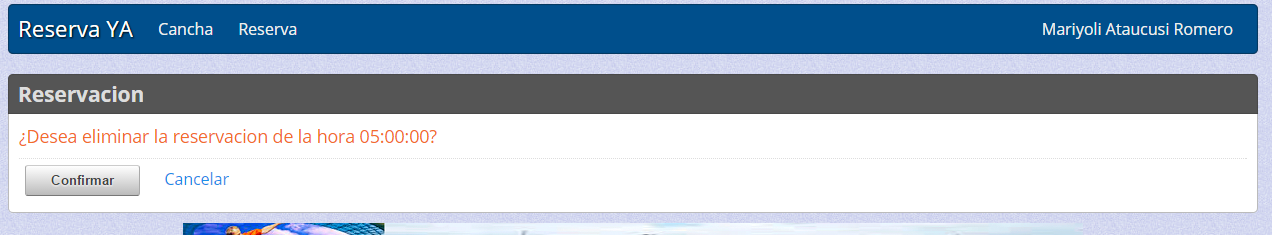 Reserva YA Cancha Reserva Mariyoli Ataucusi Romero
Reservacion
¿Desea eliminar la reservacion de la hora 05:00:00?
Confirmar Cancelar